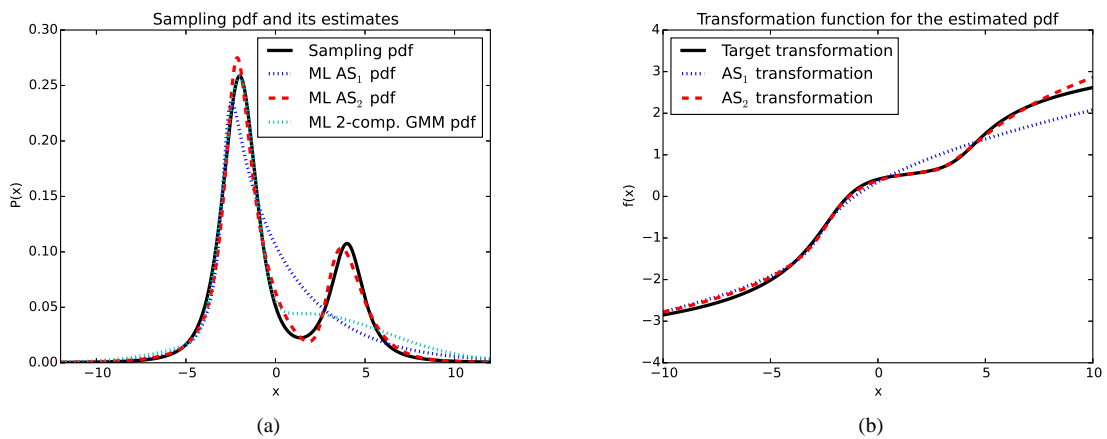 Sampling pdf and its estimates
0.30
0.25
0.20
0.15
0.10
0.05
0.00
P(x)
−10
−5
0
5
10
x
Sampling pdf
ML AS₁ pdf
ML AS₂ pdf
ML 2-comp. GMM pdf
(a)
Transformation function for the estimated pdf
4
3
2
1
0
−1
−2
−3
−4
f(x)
−10
−5
0
5
10
x
Target transformation
AS₁ transformation
AS₂ transformation
(b)